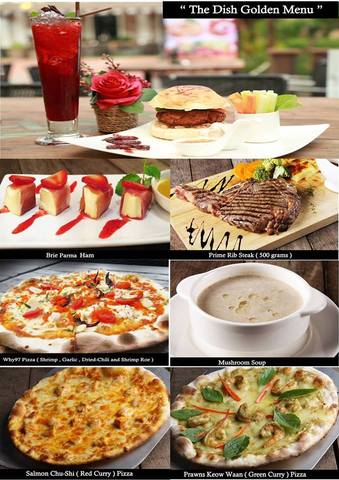 “ The Dish Golden Menu ”
Brie Parma Ham
Prime Rib Steak ( 500 grams )
Why97 Pizza ( Shrimp , Garlic , Dried-Chili and Shrimp Roe )
Mushroom Soup
Salmon Chu-Shi ( Red Curry ) Pizza
Prawns Keow Waan ( Green Curry ) Pizza